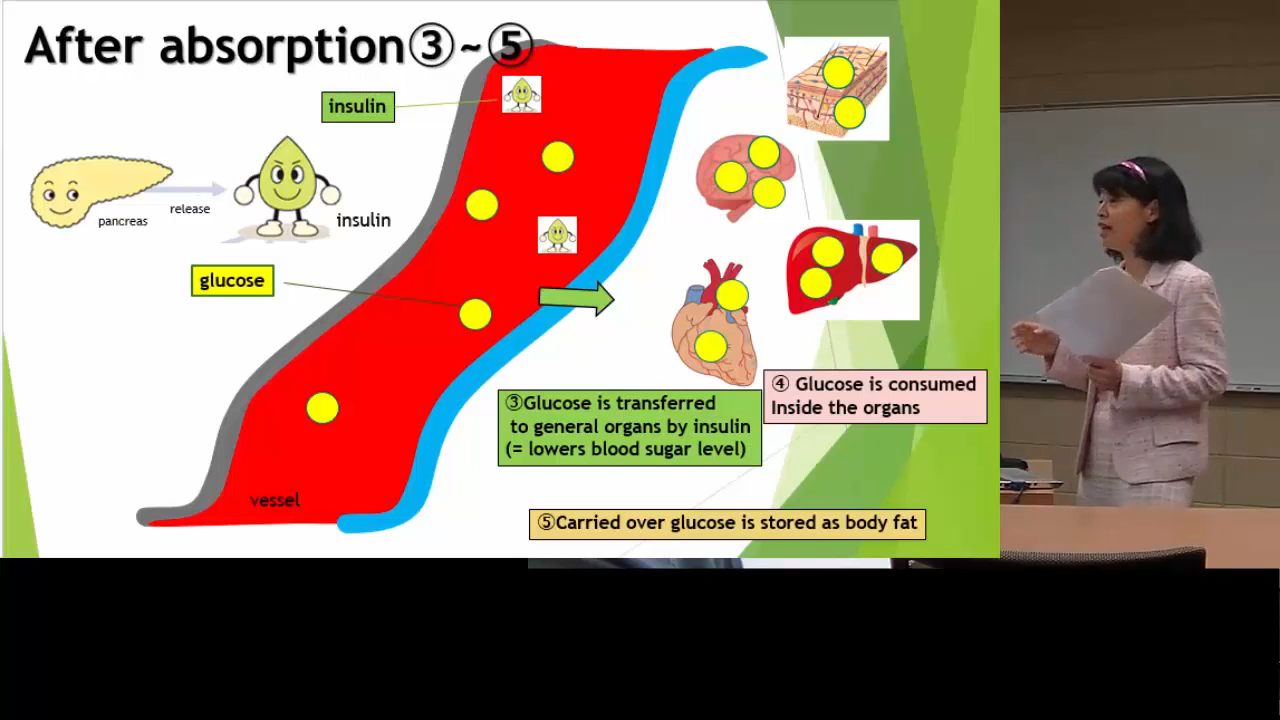 After absorption③~⑤
insulin
pancreas
release
insulin
glucose
vessel
③Glucose is transferred
to general organs by insulin
(= lowers blood sugar level)
④ Glucose is consumed
Inside the organs
⑤Carried over glucose is stored as body fat